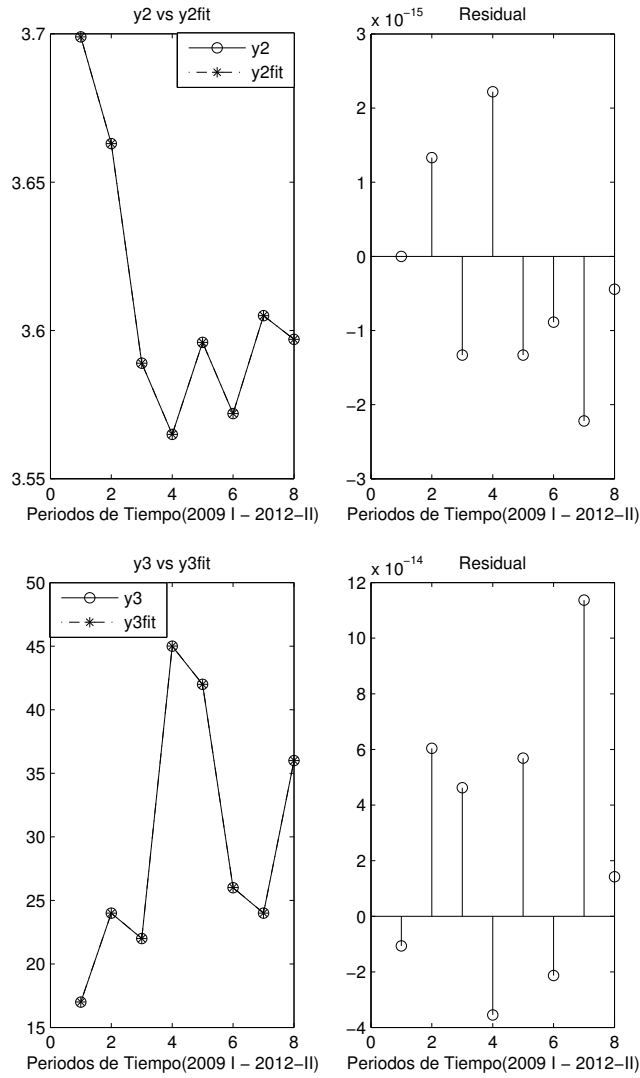 y2 vs y2fit
3.7
3.65
3.6
3.55
0 2 4 6 8
Periodos de Tiempo(2009 I − 2012−II)
y2
y2fit
Residual
x 10−15
3
2
1
0
−1
−2
−3
0 2 4 6 8
Periodos de Tiempo(2009 I − 2012−II)
y3 vs y3fit
50
45
40
35
30
25
20
15
0 2 4 6 8
Periodos de Tiempo(2009 I − 2012−II)
y3
y3fit
Residual
x 10−14
12
10
8
6
4
2
0
−2
−4
0 2 4 6 8
Periodos de Tiempo(2009 I − 2012−II)